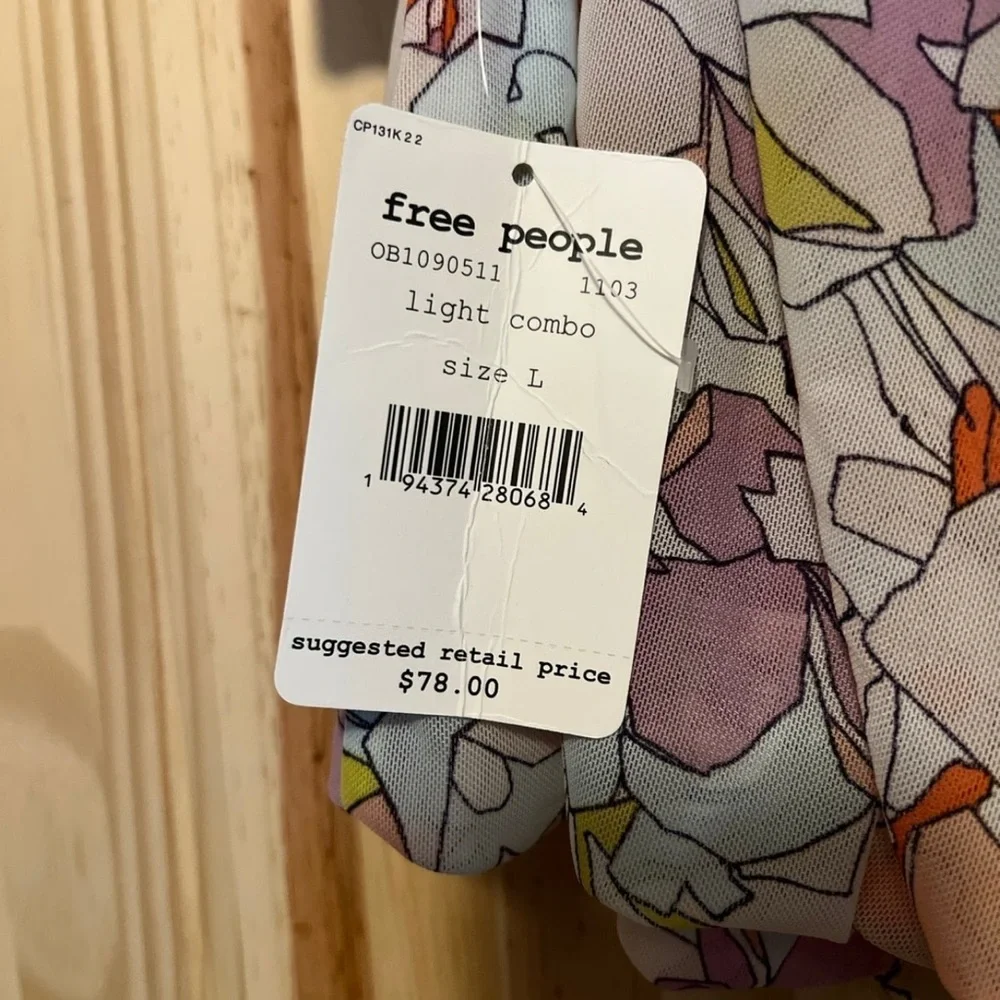 CP131K22
free people
OB1090511 1103
light combo
size L
1 94374 28068 4
suggested retail price
$78.00